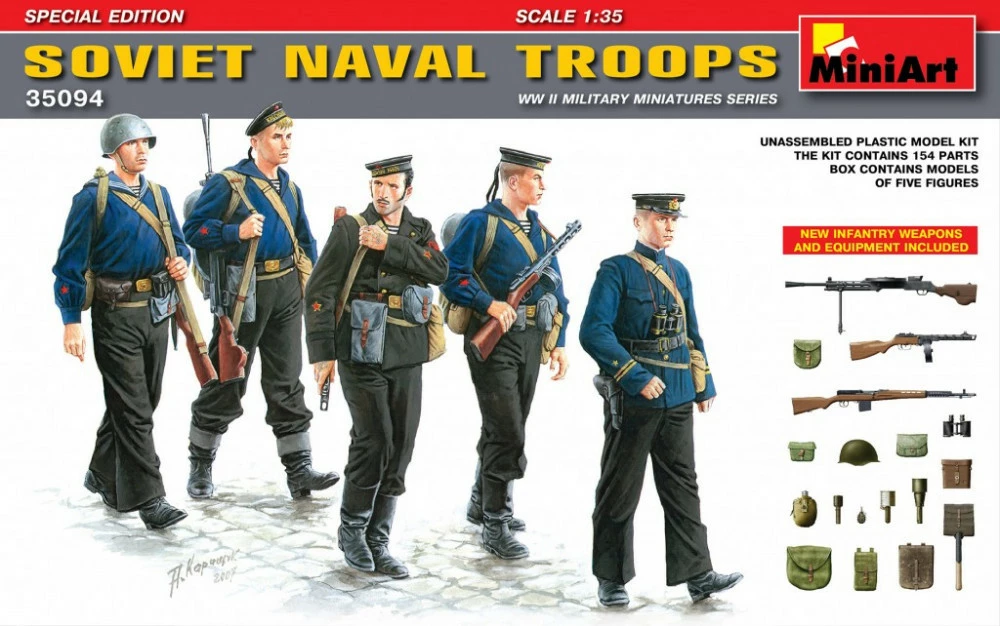 SPECIAL EDITION
SCALE 1:35
SOVIET NAVAL TROOPS
35094
WW II MILITARY MINIATURES SERIES
MiniArt
UNASSEMBLED PLASTIC MODEL KIT
THE KIT CONTAINS 154 PARTS
BOX CONTAINS MODELS
OF FIVE FIGURES
NEW INFANTRY WEAPONS
AND EQUIPMENT INCLUDED
2007